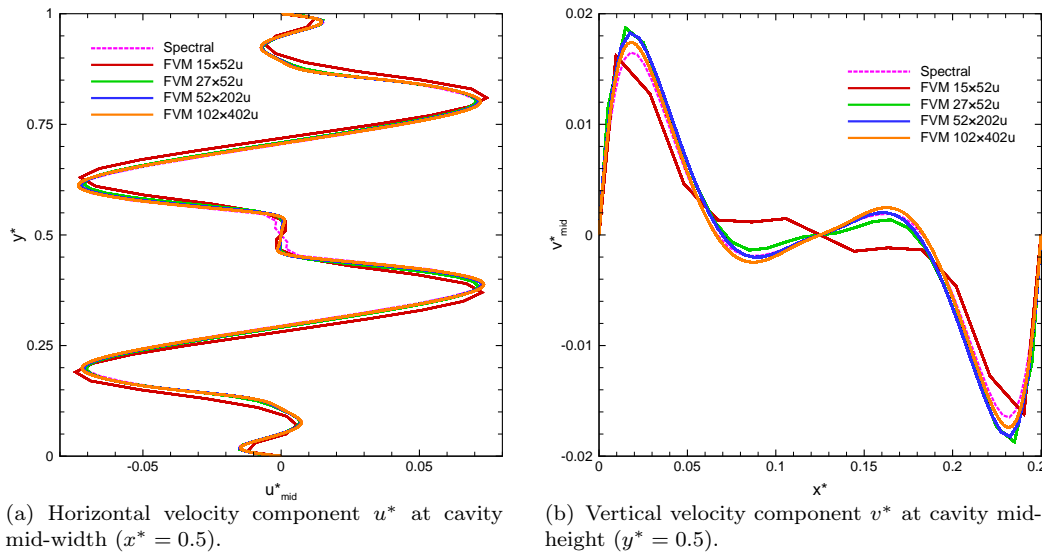 1
0.75
0.5
0.25
0
y*
-0.05
0
0.05
u*mid
Spectral
FVM 15×52u
FVM 27×52u
FVM 52×202u
FVM 102×402u
(a) Horizontal velocity component u* at cavity
mid-width (x* = 0.5).
0.02
0.01
0
-0.01
-0.02
v*mid
0
0.05
0.1
0.15
0.2
x*
Spectral
FVM 15×52u
FVM 27×52u
FVM 52×202u
FVM 102×402u
(b) Vertical velocity component v* at cavity mid-
height (y* = 0.5).